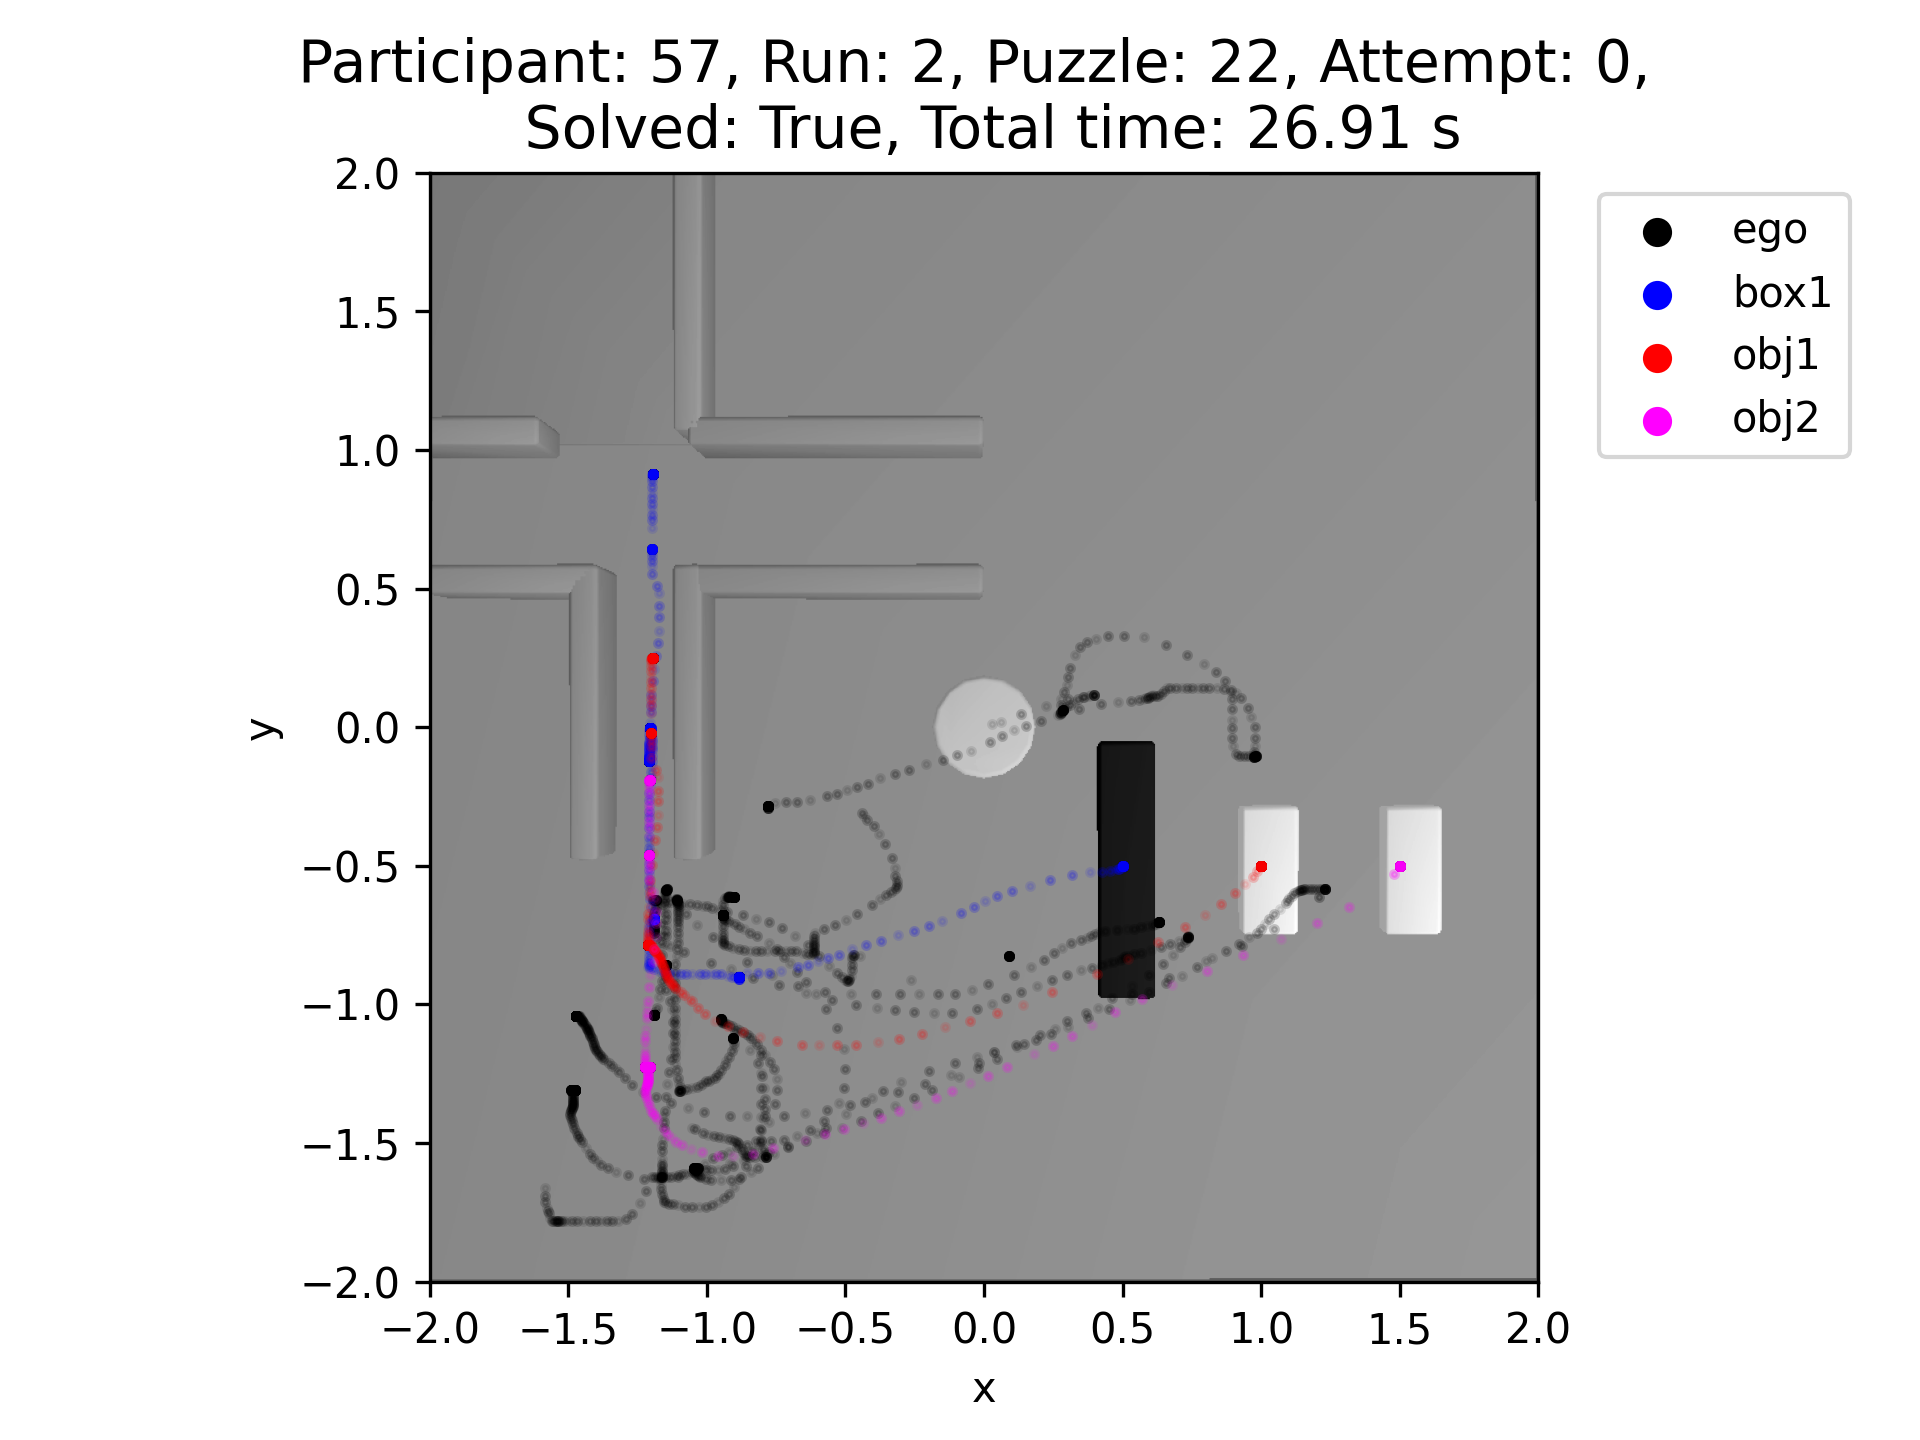 Participant: 57, Run: 2, Puzzle: 22, Attempt: 0,
Solved: True, Total time: 26.91 s
2.0
1.5
1.0
0.5
0.0
−0.5
−1.0
−1.5
−2.0
y
−2.0 −1.5 −1.0 −0.5 0.0 0.5 1.0 1.5 2.0
x
ego
box1
obj1
obj2